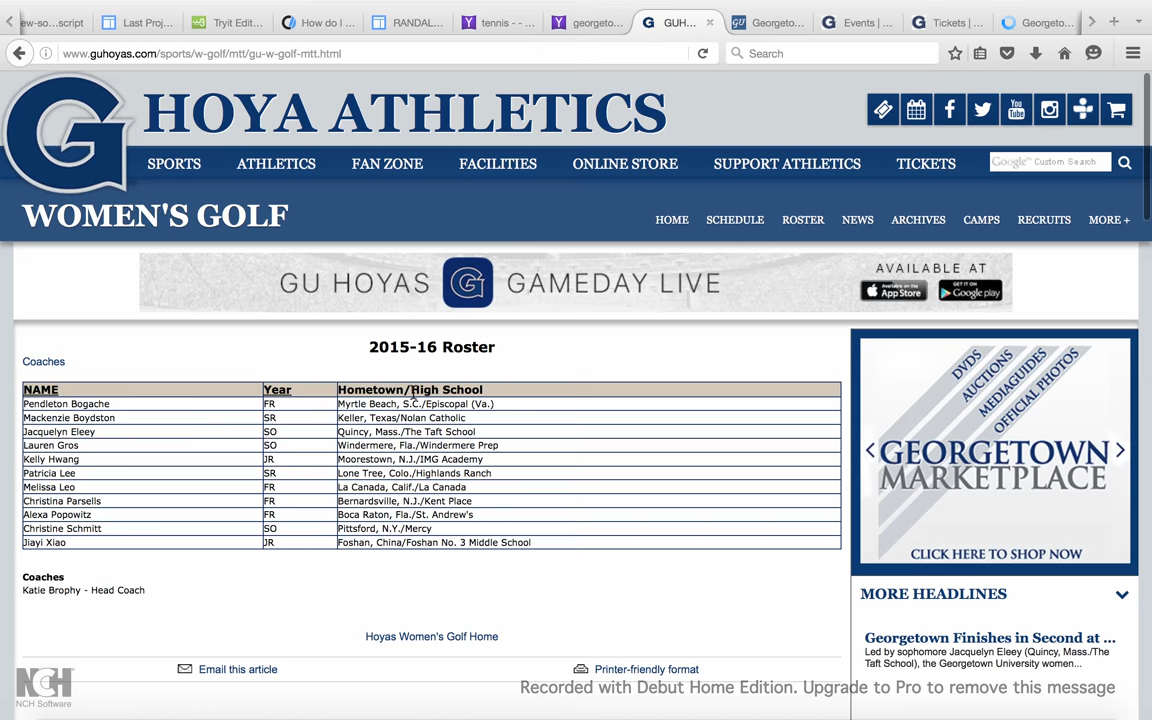 ew-so...script Last Proj... Tryit Edit... How do I ... RANDAL... tennis - - ... georgeto... GUH... Georgeto... Events | ... Tickets | ... Georgeto...
www.guhoyas.com/sports/w-golf/mtt/gu-w-golf-mtt.html Search
G HOYA ATHLETICS
You Tube
SPORTS ATHLETICS FAN ZONE FACILITIES ONLINE STORE SUPPORT ATHLETICS TICKETS Google™ Custom Search
WOMEN'S GOLF HOME SCHEDULE ROSTER NEWS ARCHIVES CAMPS RECRUITS MORE +
GU HOYAS G GAMEDAY LIVE AVAILABLE AT
Available on the App Store GET IT ON Google play
2015-16 Roster
Coaches
NAME Year Hometown/High School
Pendleton Bogache FR Myrtle Beach, S.C./Episcopal (Va.)
Mackenzie Boydston SR Keller, Texas/Nolan Catholic
Jacquelyn Eleey SO Quincy, Mass./The Taft School
Lauren Gros SO Windermere, Fla./Windermere Prep
Kelly Hwang JR Moorestown, N.J./IMG Academy
Patricia Lee SR Lone Tree, Colo./Highlands Ranch
Melissa Leo FR La Canada, Calif./La Canada
Christina Parsells FR Bernardsville, N.J./Kent Place
Alexa Popowitz FR Boca Raton, Fla./St. Andrew's
Christine Schmitt SO Pittsford, N.Y./Mercy
Jiayi Xiao JR Foshan, China/Foshan No. 3 Middle School
Coaches
Katie Brophy - Head Coach
Hoyas Women's Golf Home
Email this article Printer-friendly format
DVDS
AUCTIONS
MEDIAGUIDES
OFFICIAL PHOTOS
GEORGETOWN
MARKETPLACE
CLICK HERE TO SHOP NOW
MORE HEADLINES
Georgetown Finishes in Second at ...
Led by sophomore Jacquelyn Eleey (Quincy, Mass./The
Taft School), the Georgetown University women...
NCH
NCH Software
Recorded with Debut Home Edition. Upgrade to Pro to remove this message